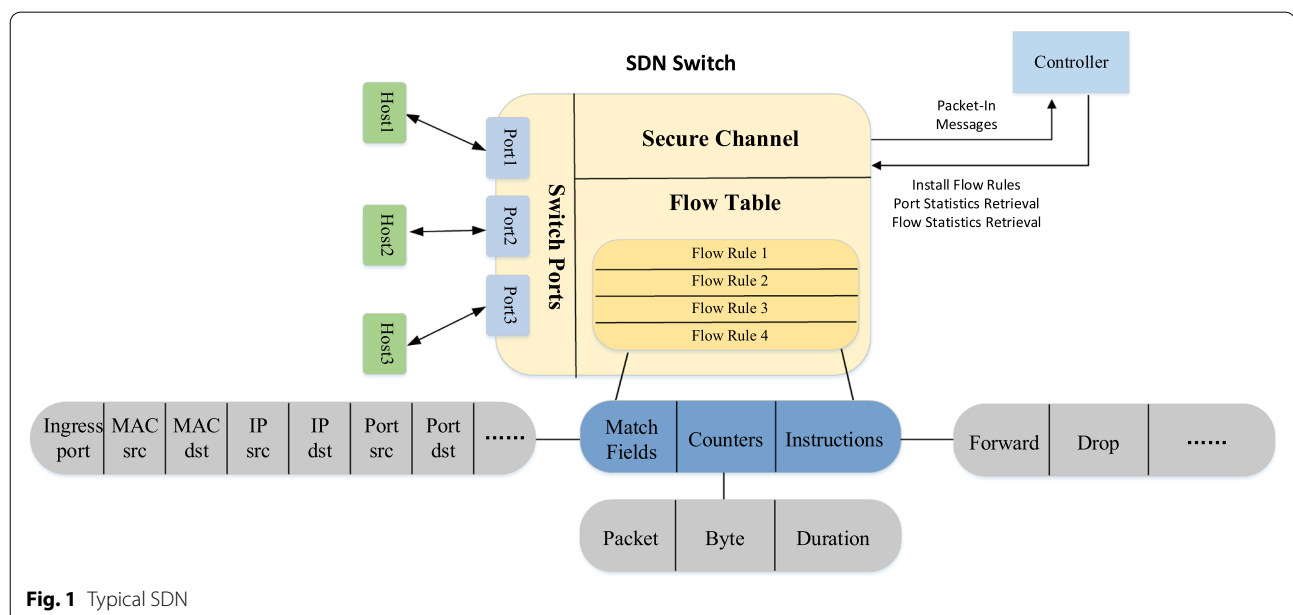 SDN Switch
Controller
Host1
Host2
Host3
Port1
Port2
Port3
Switch Ports
Secure Channel
Flow Table
Flow Rule 1
Flow Rule 2
Flow Rule 3
Flow Rule 4
Packet-In
Messages
Install Flow Rules
Port Statistics Retrieval
Flow Statistics Retrieval
Ingress port
MAC src
MAC dst
IP src
IP dst
Port src
Port dst
......
Match Fields
Counters
Instructions
Forward
Drop
......
Packet
Byte
Duration
Fig. 1 Typical SDN